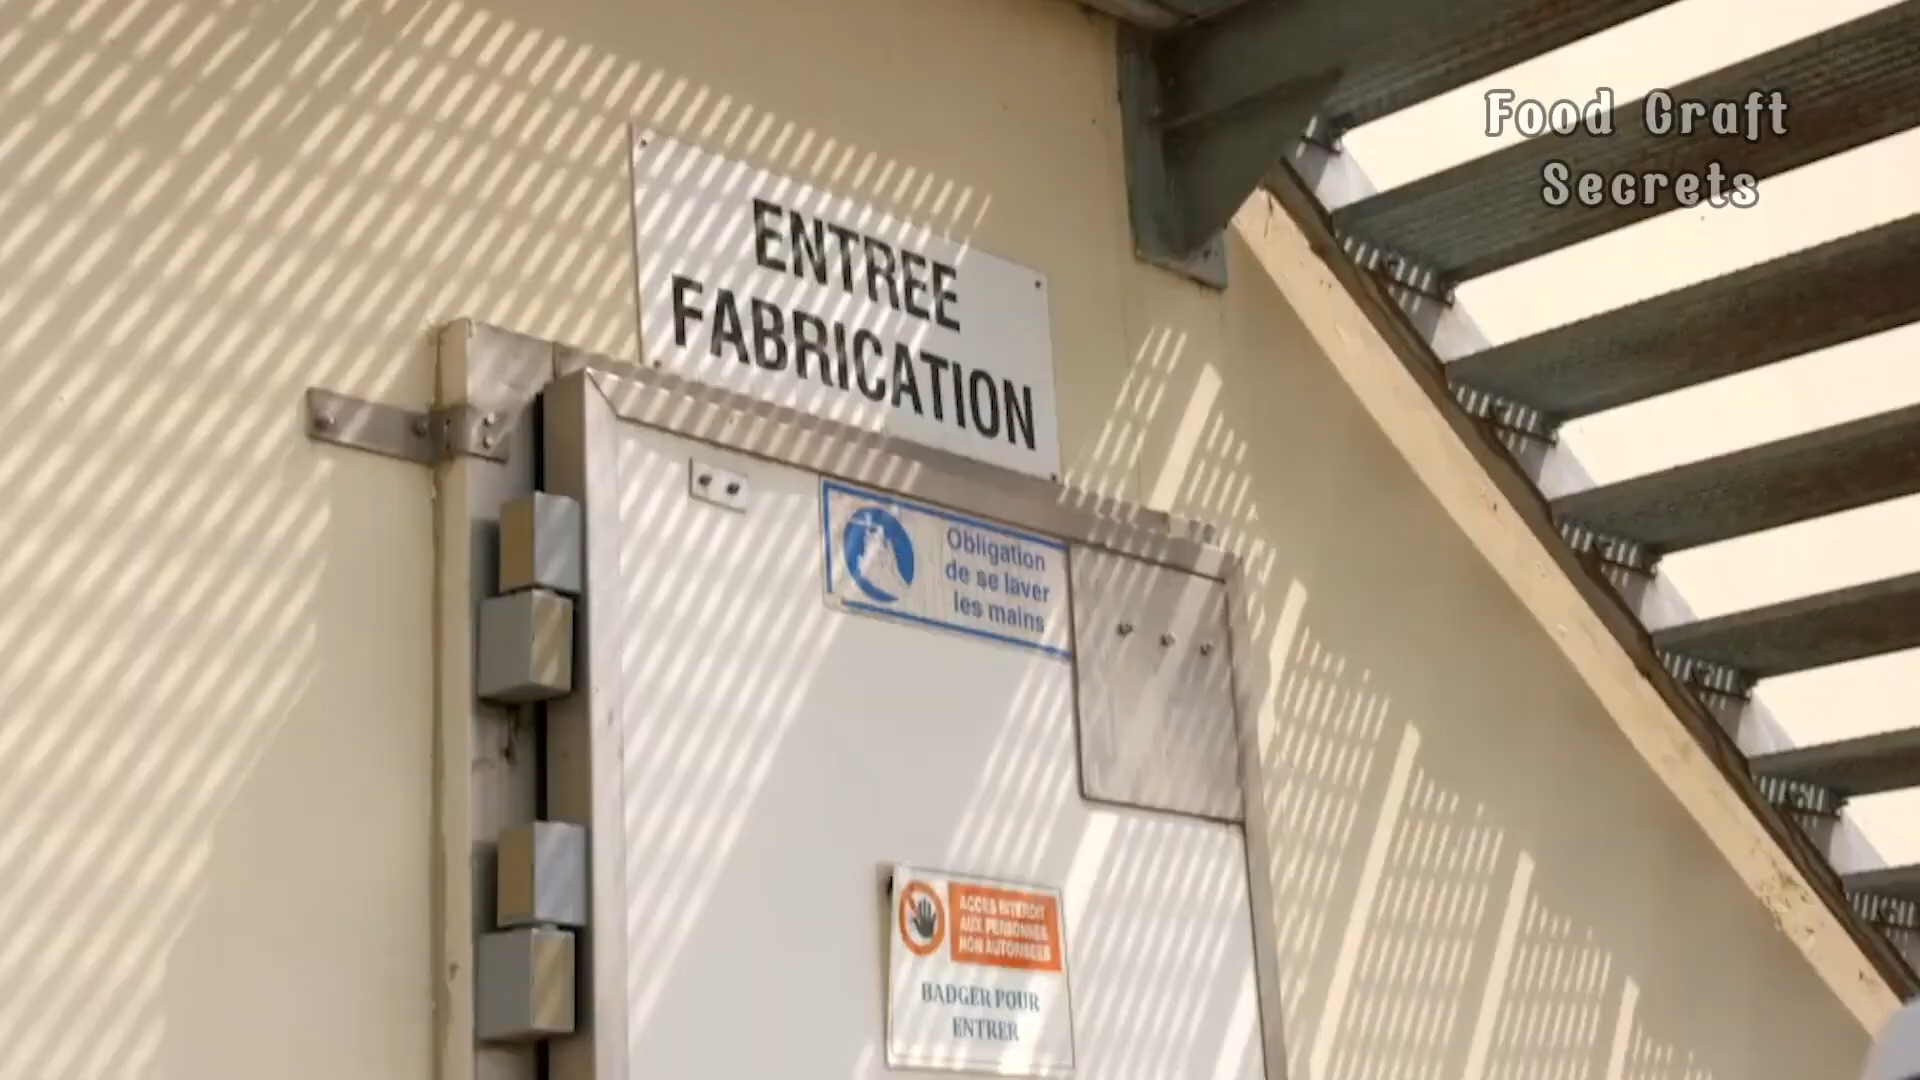 Food Craft
Secrets
ENTREE
FABRICATION
Obligation
de se laver
les mains
ACCES INTERDIT
AUX PERSONNES
NON AUTORISEES
BADGER POUR
ENTRER